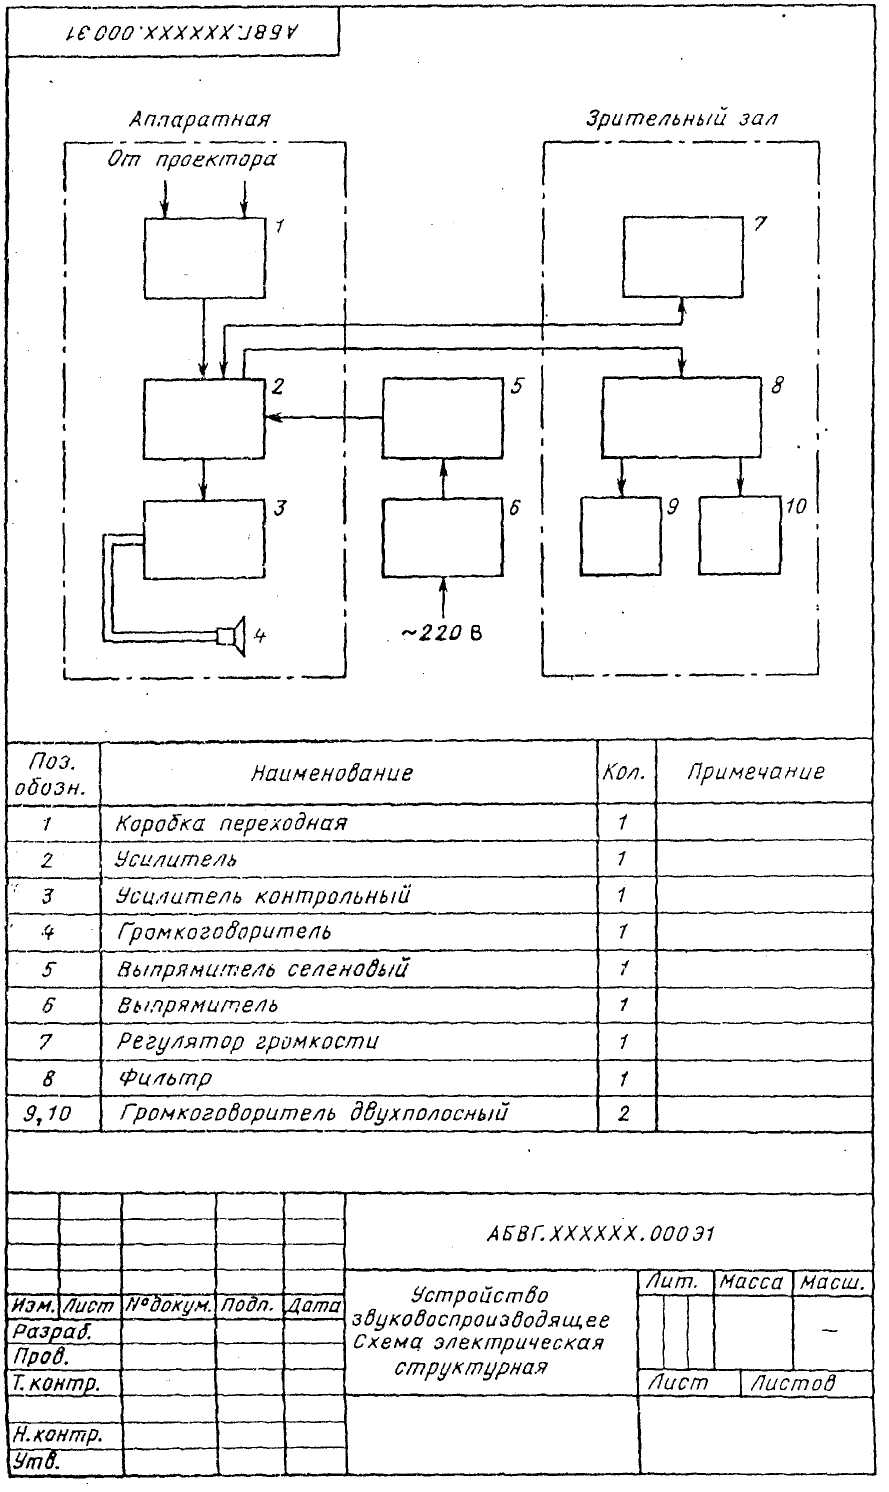 АБВГ.XXXXXX.000 Э1
Аппаратная
Зрительный зал
От проектора
1
7
2
5
8
3
6
9
10
4
~220 В
Поз. обозн.
Наименование
Кол.
Примечание
1 Коробка переходная 1
2 Усилитель 1
3 Усилитель контрольный 1
4 Громкоговоритель 1
5 Выпрямитель селеновый 1
6 Выпрямитель 1
7 Регулятор громкости 1
8 Фильтр 1
9,10 Громкоговоритель двухполосный 2
АБВГ.XXXXXX.000Э1
Изм. Лист №докум. Подп. Дата
Разраб.
Пров.
Т.контр.
Н.контр.
Утв.
Устройство
звуковоспроизводящее
Схема электрическая
структурная
Лит. Масса Масш.
–
Лист Листов